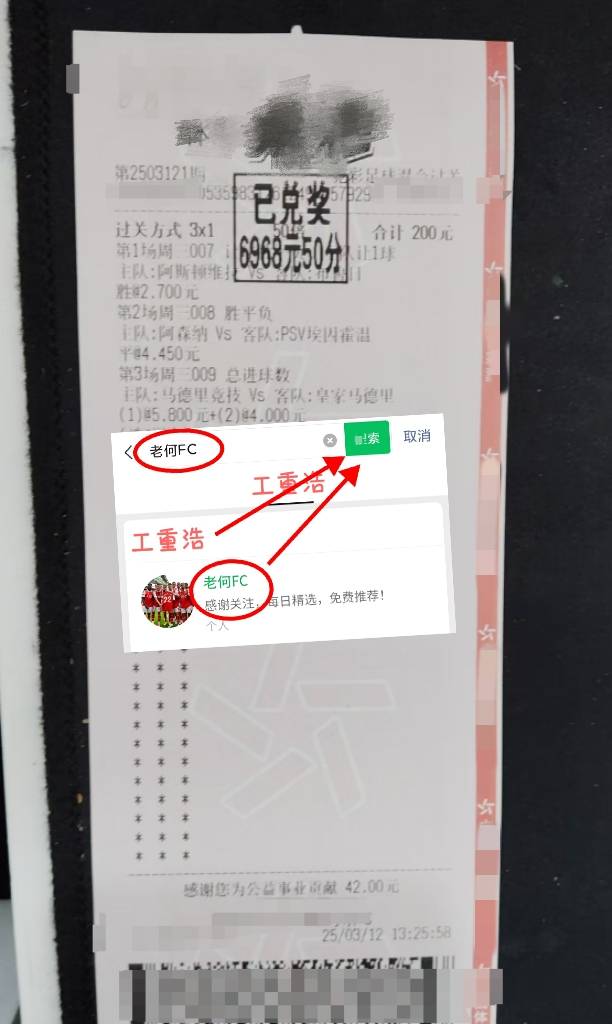 第2503121期
已兑奖
6968元50分
过关方式 3x1 合计 200元
第1场周三007 让1球
主队:阿斯顿维拉 Vs 客队:布鲁日
胜@2.700元
第2场周三008 胜平负
主队:阿森纳 Vs 客队:PSV埃因霍温
平@4.450元
第3场周三009 总进球数
主队:马德里竞技 Vs 客队:皇家马德里
(1)@5.800元+(2)@4.000元
老何FC
索 取消
工重浩
工重浩
老何FC
感谢关注，每日精选，免费推荐！
个人
* * *
* * *
* * *
* * *
* * *
* * *
* * *
* * *
* * *
* * *
* * *
* * *
感谢您为公益事业贡献 42.00元
25/03/12 13:25:58